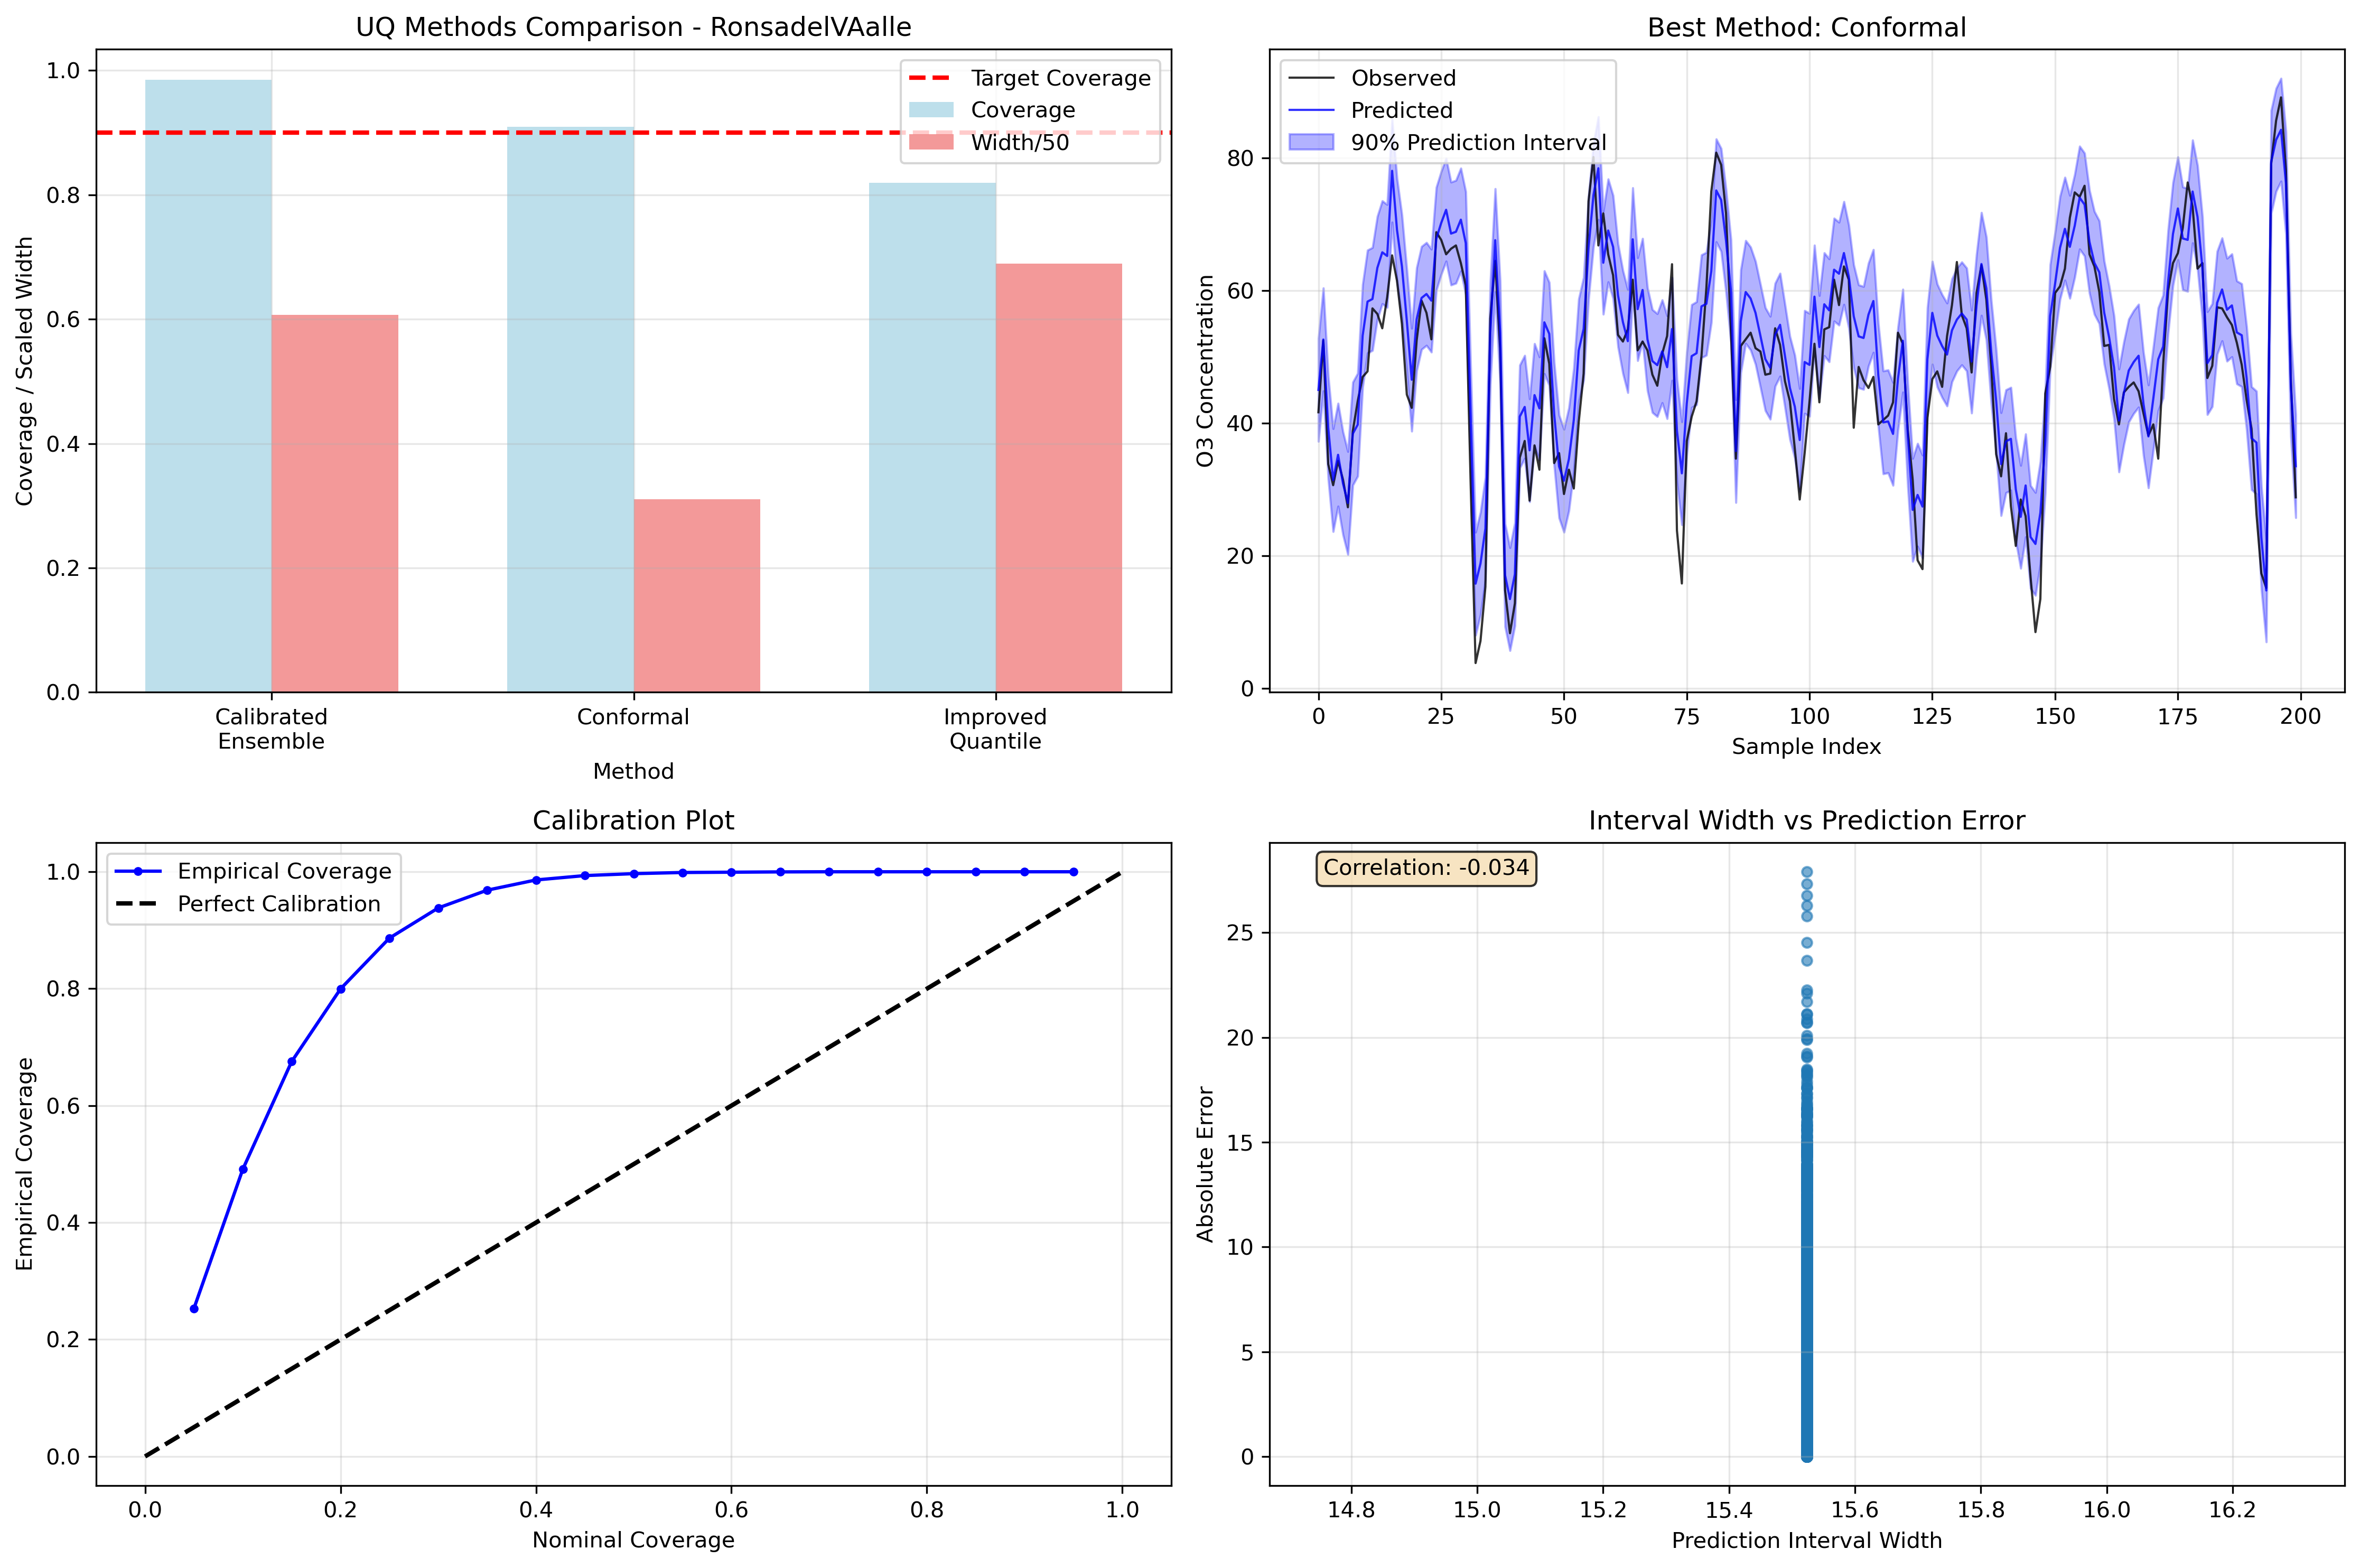 UQ Methods Comparison - RonsadelVAalle
Coverage / Scaled Width
1.0
0.8
0.6
0.4
0.2
0.0
Target Coverage
Coverage
Width/50
Calibrated
Ensemble
Conformal
Improved
Quantile
Method
Best Method: Conformal
O3 Concentration
80
60
40
20
0
Observed
Predicted
90% Prediction Interval
0 25 50 75 100 125 150 175 200
Sample Index
Calibration Plot
Empirical Coverage
1.0
0.8
0.6
0.4
0.2
0.0
Empirical Coverage
Perfect Calibration
0.0 0.2 0.4 0.6 0.8 1.0
Nominal Coverage
Interval Width vs Prediction Error
Absolute Error
25
20
15
10
5
0
Correlation: -0.034
14.8 15.0 15.2 15.4 15.6 15.8 16.0 16.2
Prediction Interval Width